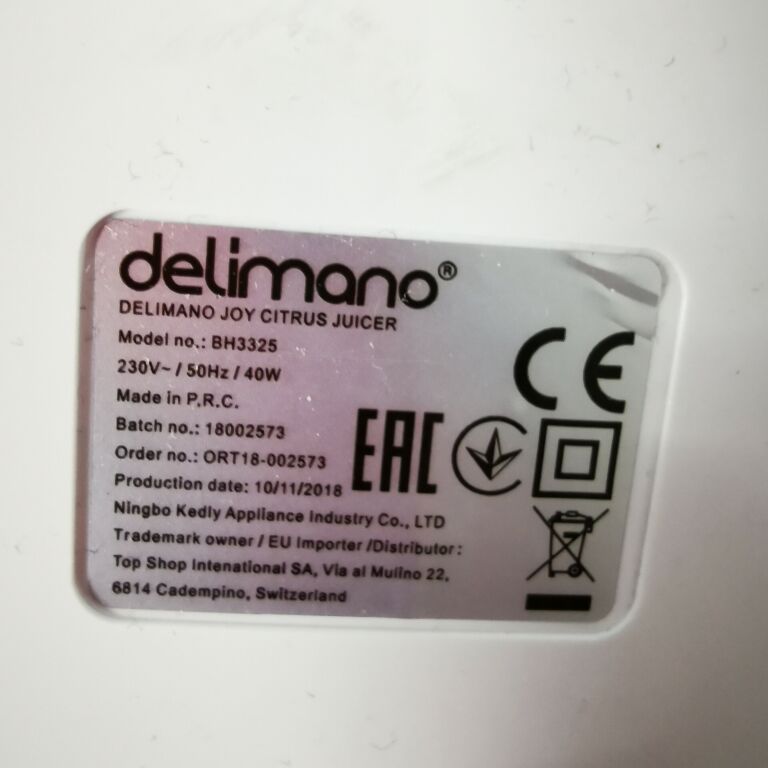 delimano®
DELIMANO JOY CITRUS JUICER
Model no.: BH3325
230V~ / 50Hz / 40W
Made in P.R.C.
Batch no.: 18002573
Order no.: ORT18-002573
Production date: 10/11/2018
Ningbo Kedly Appliance Industry Co., LTD
Trademark owner / EU Importer /Distributor :
Top Shop Intenational SA, Via al Mulino 22,
6814 Cadempino, Switzerland
CE
EAC